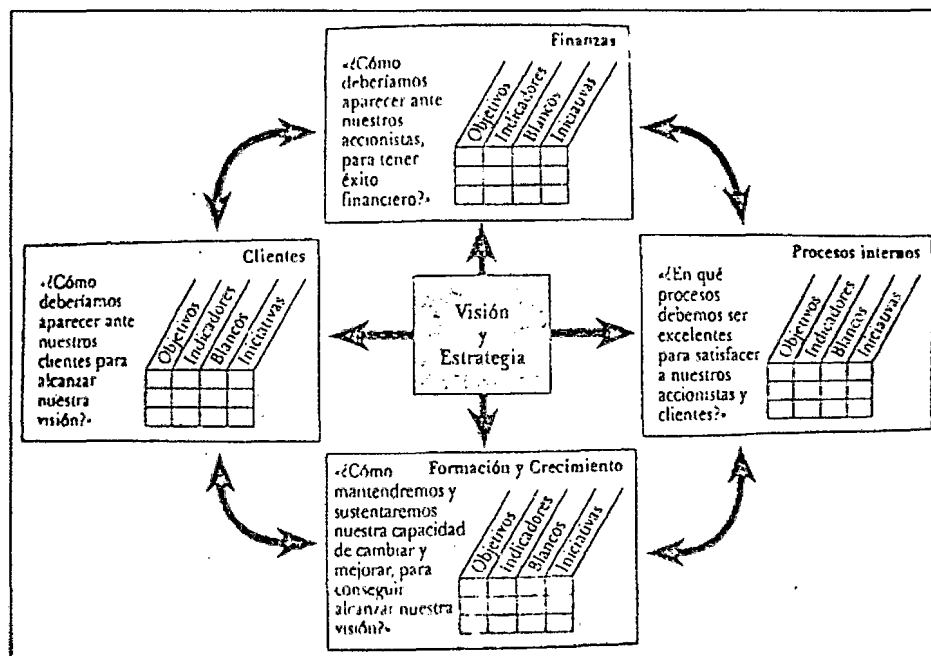 Finanzas
«¿Cómo
deberíamos
aparecer ante
nuestros
accionistas,
para tener
éxito
financiero?»
Objetivos
Indicadores
Blancos
Iniciativas
Clientes
«¿Cómo
deberíamos
aparecer ante
nuestros
clientes para
alcanzar
nuestra
visión?»
Objetivos
Indicadores
Blancos
Iniciativas
Visión
y
Estrategia
Procesos internos
«¿En qué
procesos
debemos ser
excelentes
para satisfacer
a nuestros
accionistas y
clientes?»
Objetivos
Indicadores
Blancos
Iniciativas
Formación y Crecimiento
«¿Cómo
mantendremos y
sustentaremos
nuestra capacidad
de cambiar y
mejorar, para
conseguir
alcanzar nuestra
visión?»
Objetivos
Indicadores
Blancos
Iniciativas